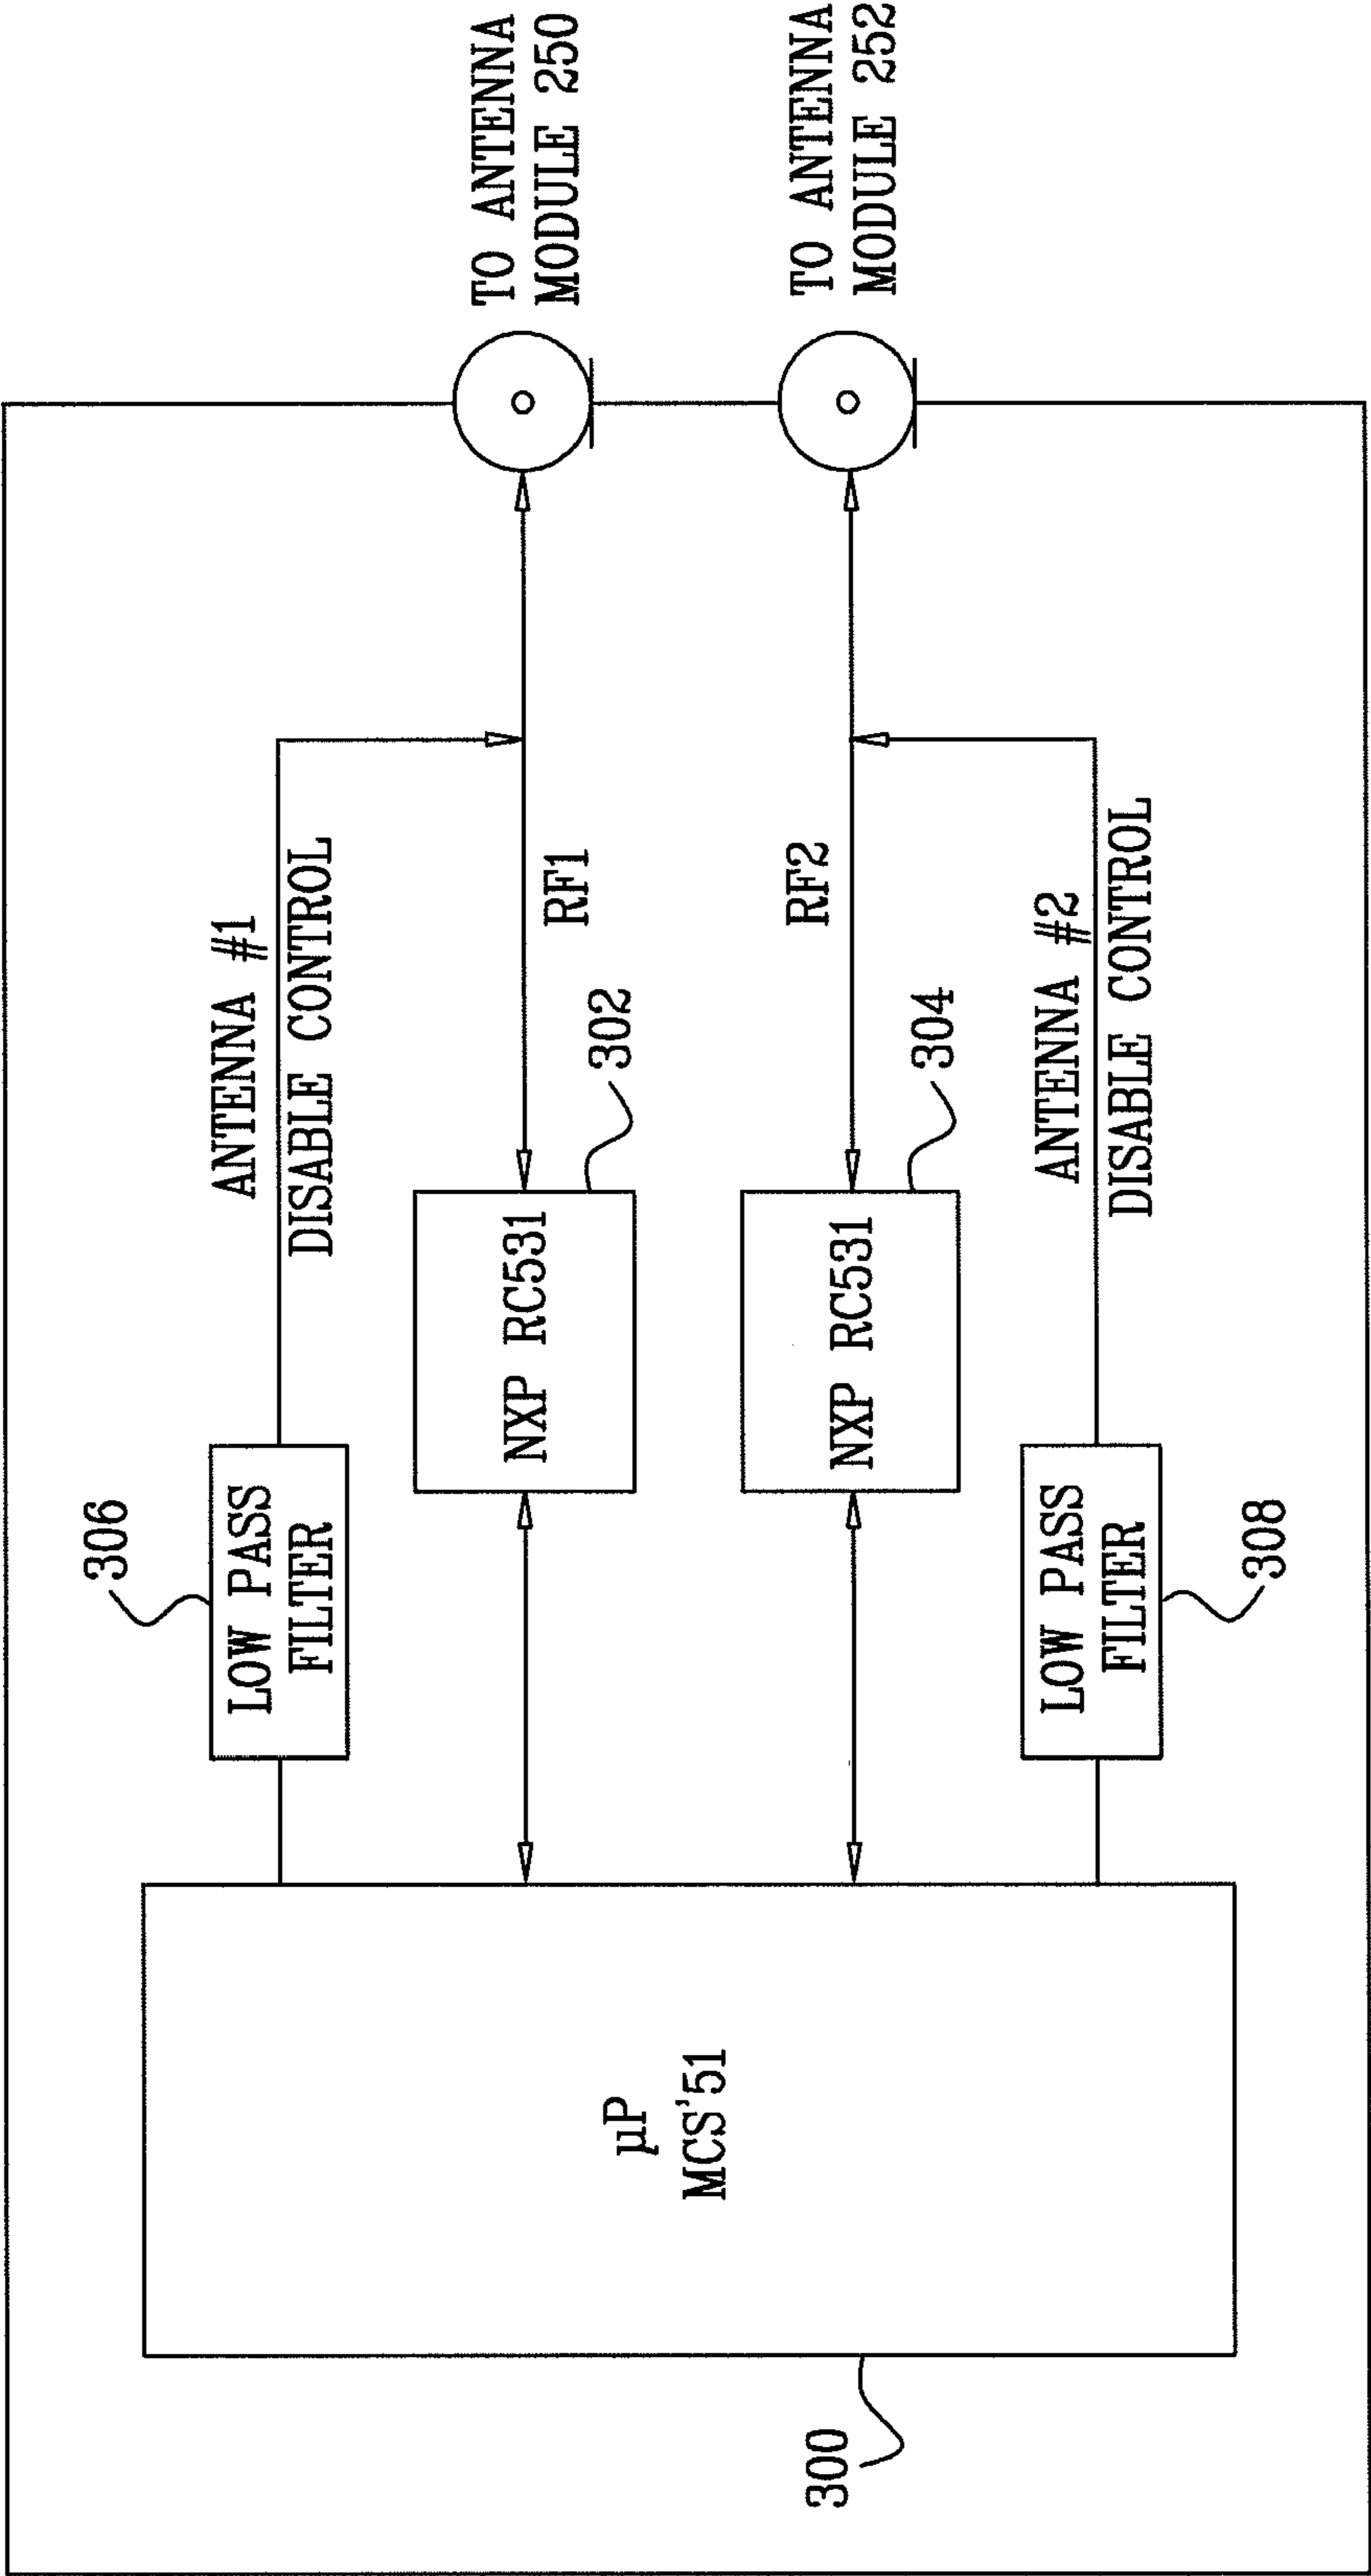 306
LOW PASS
FILTER
ANTENNA #1
DISABLE CONTROL
TO ANTENNA
MODULE 250
NXP RC531
302
RF1
µP
MCS'51
300
NXP RC531
304
RF2
TO ANTENNA
MODULE 252
LOW PASS
FILTER
308
ANTENNA #2
DISABLE CONTROL